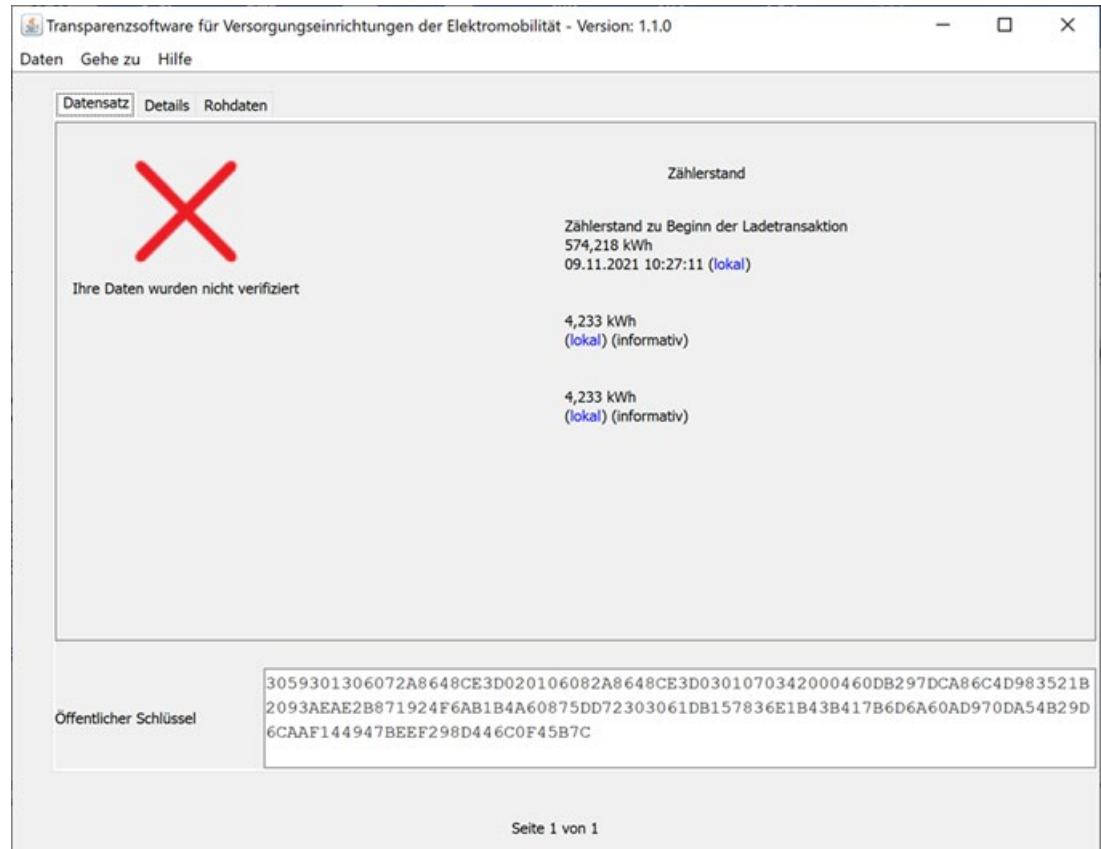 Transparenzsoftware für Versorgungseinrichtungen der Elektromobilität - Version: 1.1.0
Daten Gehe zu Hilfe
Datensatz Details Rohdaten
Ihre Daten wurden nicht verifiziert
Zählerstand
Zählerstand zu Beginn der Ladetransaktion
574,218 kWh
09.11.2021 10:27:11 (lokal)
4,233 kWh
(lokal) (informativ)
4,233 kWh
(lokal) (informativ)
Öffentlicher Schlüssel
3059301306072A8648CE3D020106082A8648CE3D0301070342000460DB297DCA86C4D983521B
2093AEAE2B871924F6AB1B4A60875DD72303061DB157836E1B43B417B6D6A60AD970DA54B29D
6CAAF144947BEEF298D446C0F45B7C
Seite 1 von 1